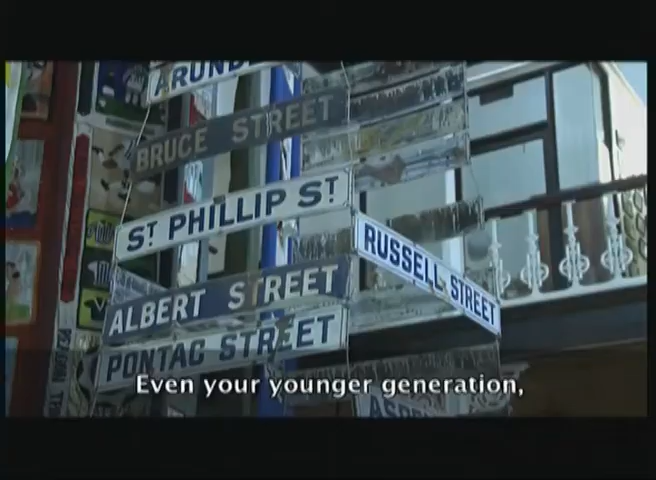 BRUCE STREET
ST PHILLIP ST
RUSSELL STREET
ALBERT STREET
PONTAC STREET
Even your younger generation,